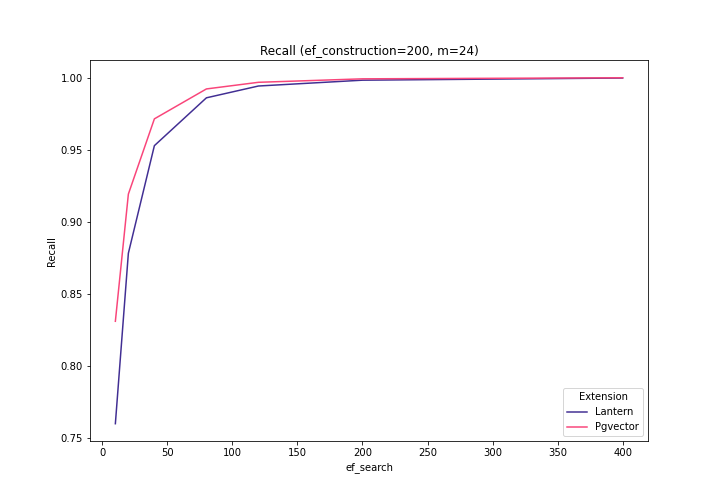 Recall (ef_construction=200, m=24)
1.00
0.95
0.90
0.85
0.80
0.75
Recall
0 50 100 150 200 250 300 350 400
ef_search
Extension
Lantern
Pgvector